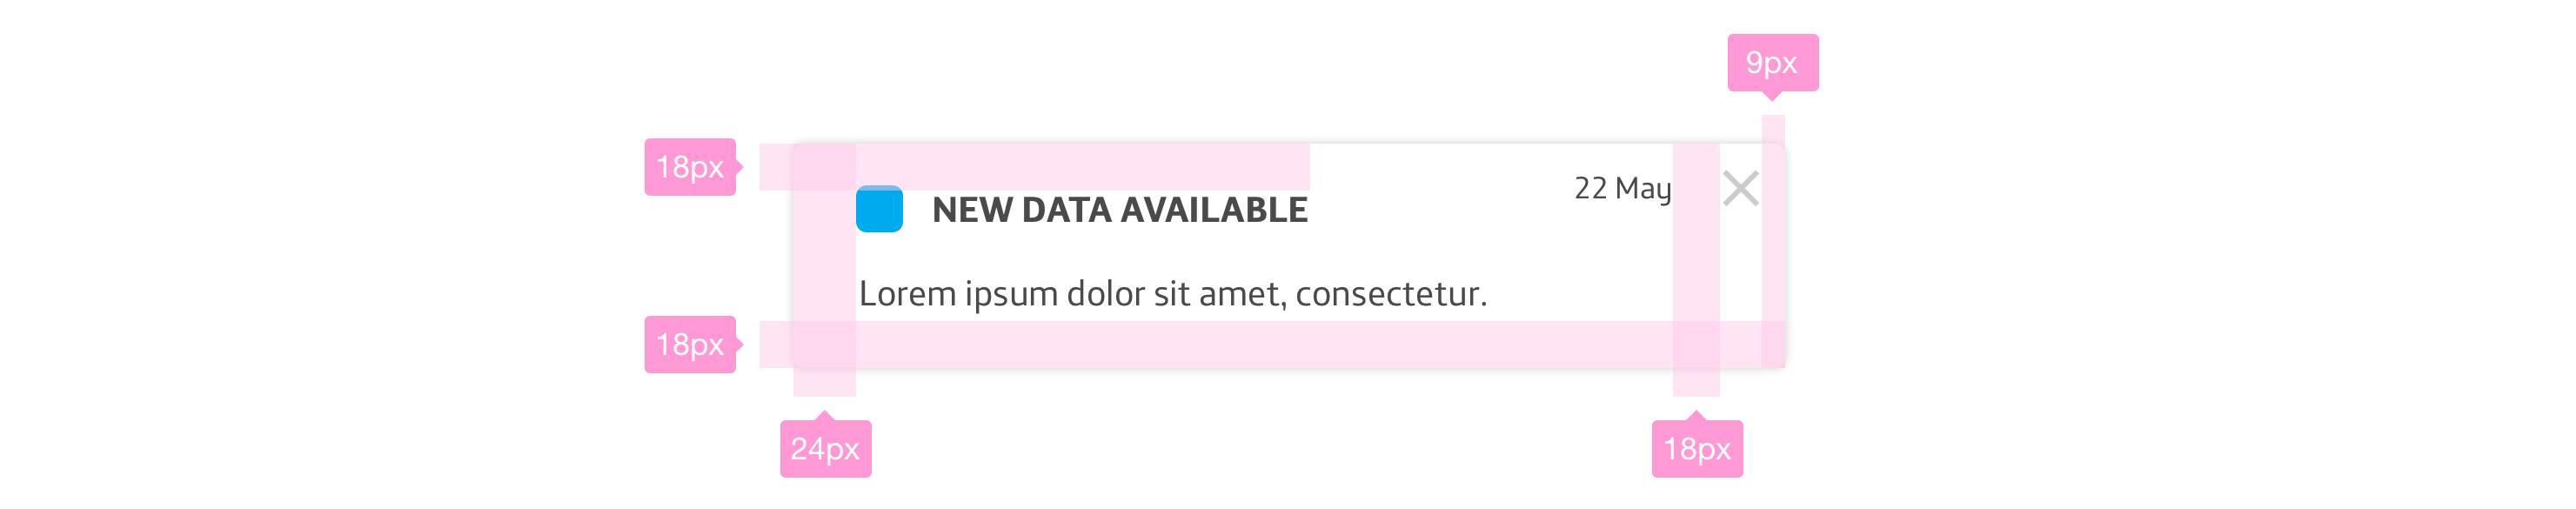 9px
18px
22 May
NEW DATA AVAILABLE
Lorem ipsum dolor sit amet, consectetur.
18px
24px
18px